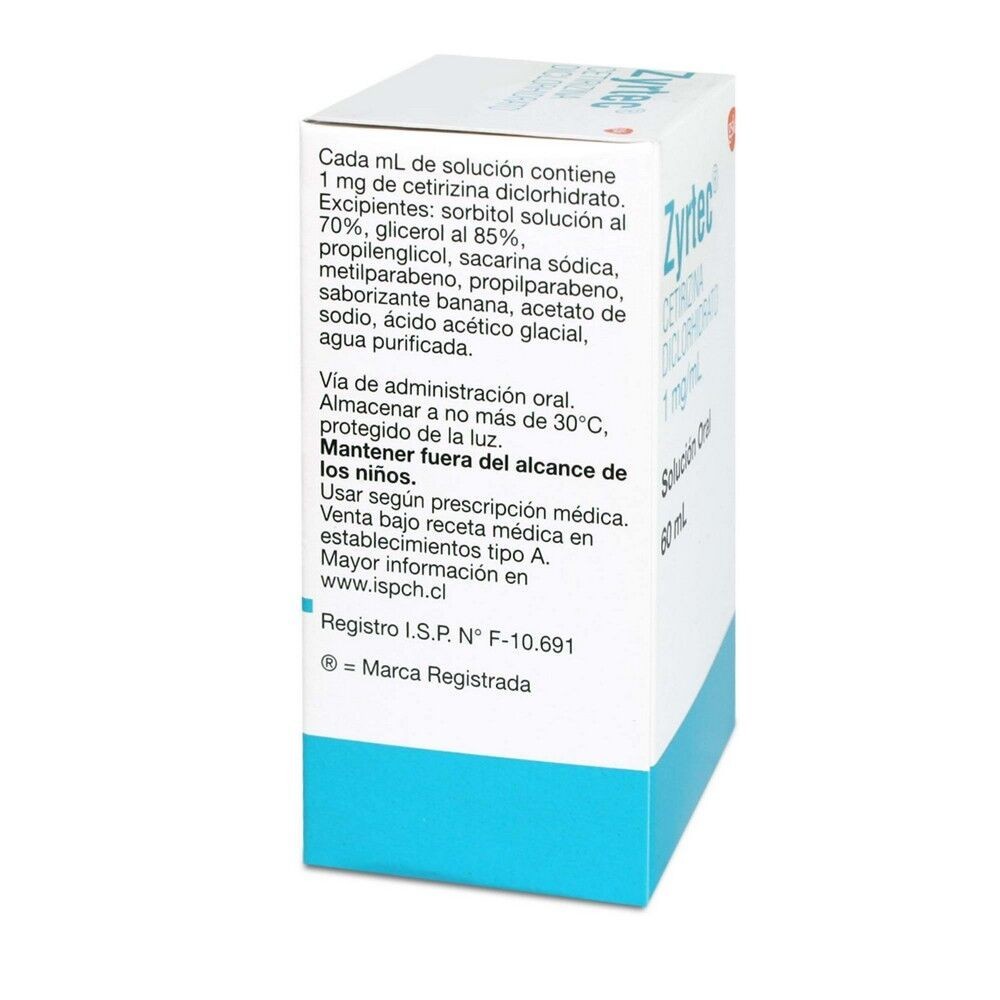 Zyrtec®
CETIRIZINA
DICLORHIDRATO
Cada mL de solución contiene
1 mg de cetirizina diclorhidrato.
Excipientes: sorbitol solución al
70%, glicerol al 85%,
propilenglicol, sacarina sódica,
metilparabeno, propilparabeno,
saborizante banana, acetato de
sodio, ácido acético glacial,
agua purificada.
Vía de administración oral.
Almacenar a no más de 30°C,
protegido de la luz.
Mantener fuera del alcance de
los niños.
Usar según prescripción médica.
Venta bajo receta médica en
establecimientos tipo A.
Mayor información en
www.ispch.cl
Registro I.S.P. N° F-10.691
® = Marca Registrada
Zyrtec®
CETIRIZINA
DICLORHIDRATO
1 mg/mL
Solución Oral
60 mL